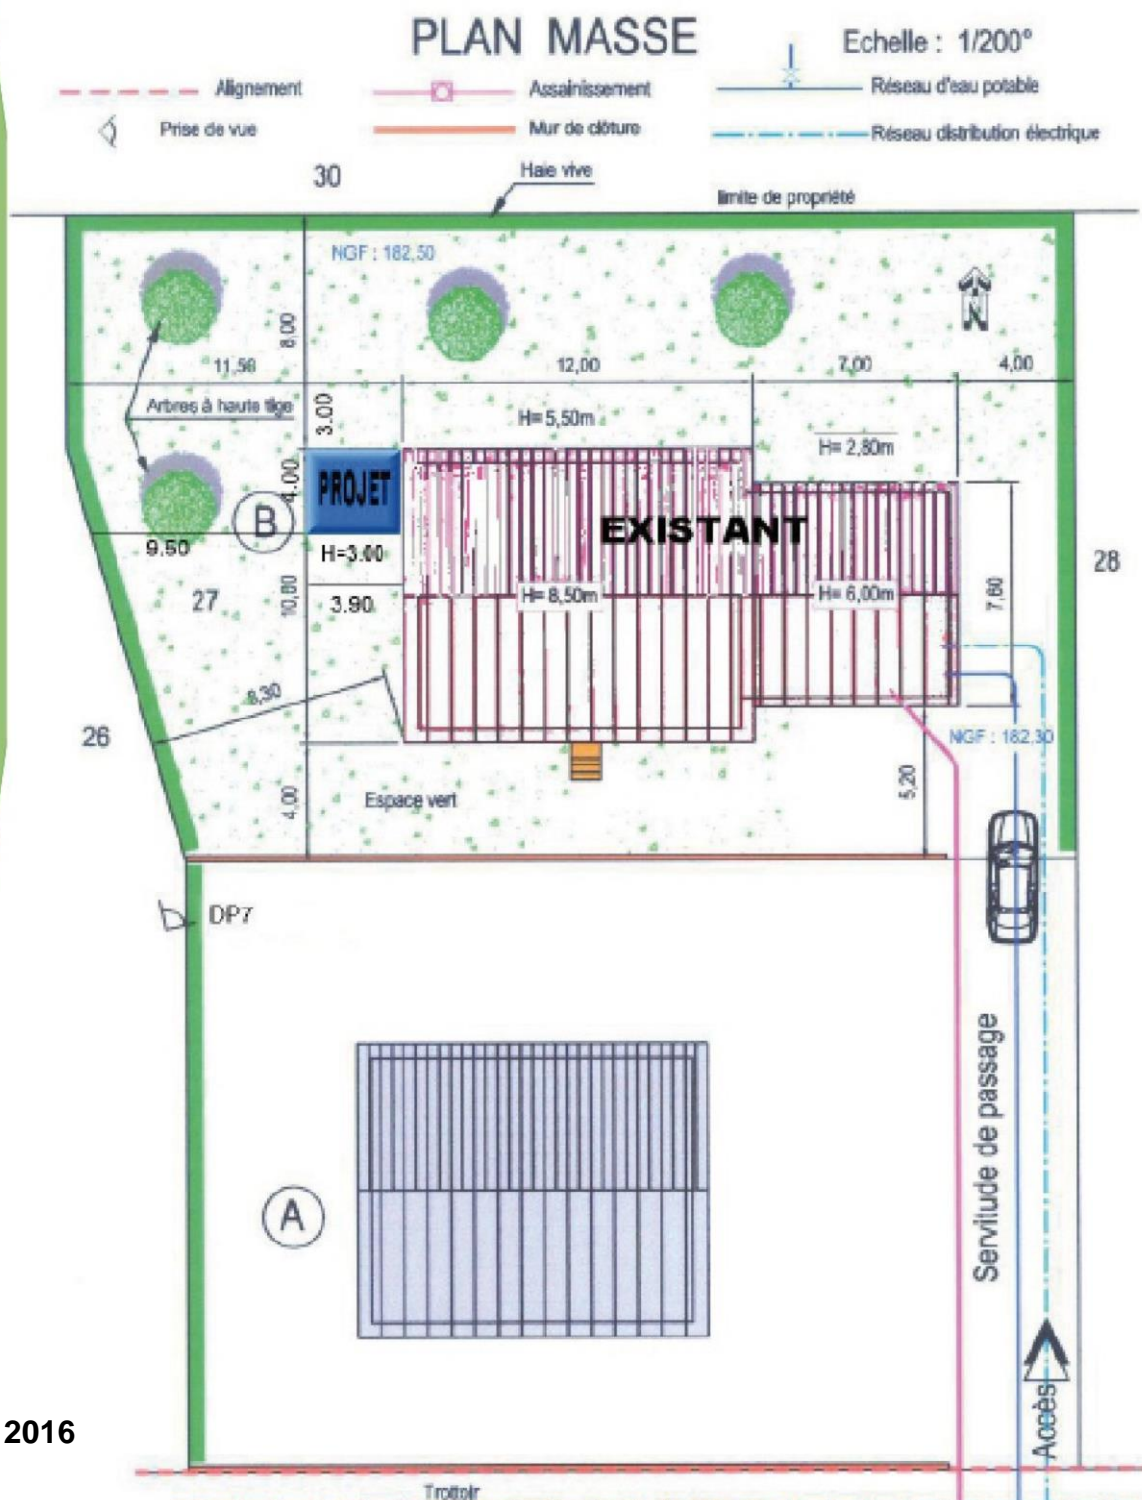 PLAN MASSE
Echelle : 1/200°
Alignement
Assainissement
Réseau d'eau potable
Prise de vue
Mur de clôture
Réseau distribution électrique
30
Haie vive
limite de propriété
NGF : 182,50
N
8,00
11,56
12,00
7,00
4,00
Arbres à haute tige
3.00
H= 5,50m
H= 2,80m
4.00
PROJET
B
EXISTANT
9.50
H=3.00
28
27
10,80
3.90
H= 8,50m
H= 6,00m
7,60
8,30
26
NGF : 182,30
4,00
Espace vert
5,20
DP7
Servitude de passage
A
Accès
2016
Trottoir